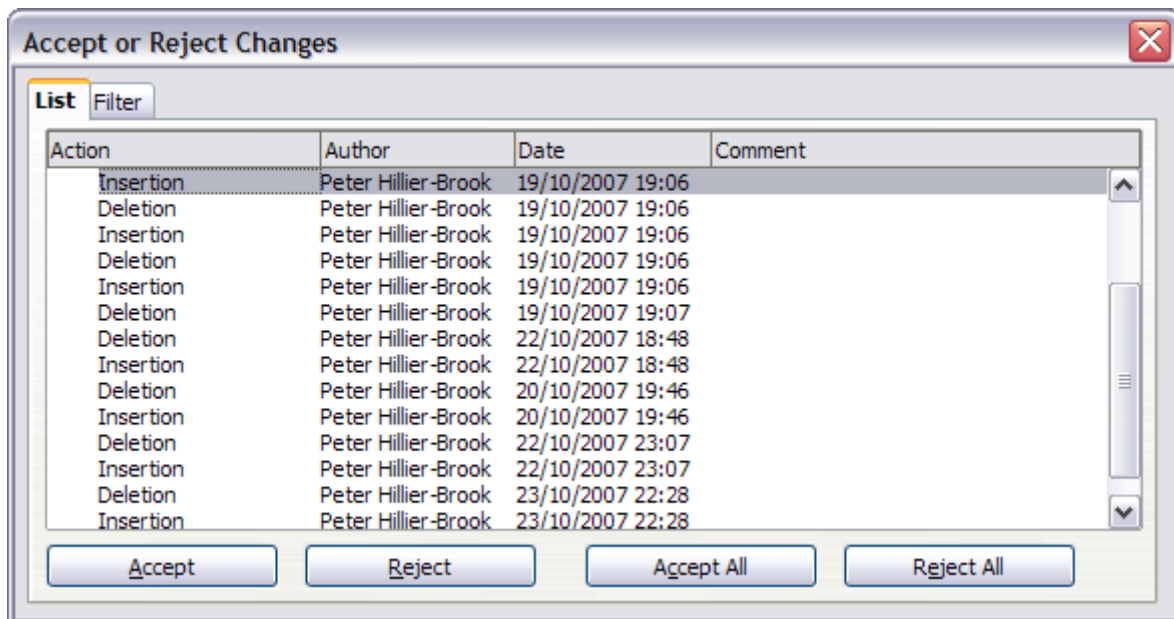 Accept or Reject Changes
List Filter
Action Author Date Comment
Insertion Peter Hillier-Brook 19/10/2007 19:06
Deletion Peter Hillier-Brook 19/10/2007 19:06
Insertion Peter Hillier-Brook 19/10/2007 19:06
Deletion Peter Hillier-Brook 19/10/2007 19:06
Insertion Peter Hillier-Brook 19/10/2007 19:06
Deletion Peter Hillier-Brook 19/10/2007 19:07
Deletion Peter Hillier-Brook 22/10/2007 18:48
Insertion Peter Hillier-Brook 22/10/2007 18:48
Deletion Peter Hillier-Brook 20/10/2007 19:46
Insertion Peter Hillier-Brook 20/10/2007 19:46
Deletion Peter Hillier-Brook 22/10/2007 23:07
Insertion Peter Hillier-Brook 22/10/2007 23:07
Deletion Peter Hillier-Brook 23/10/2007 22:28
Insertion Peter Hillier-Brook 23/10/2007 22:28
Accept Reject Accept All Reject All